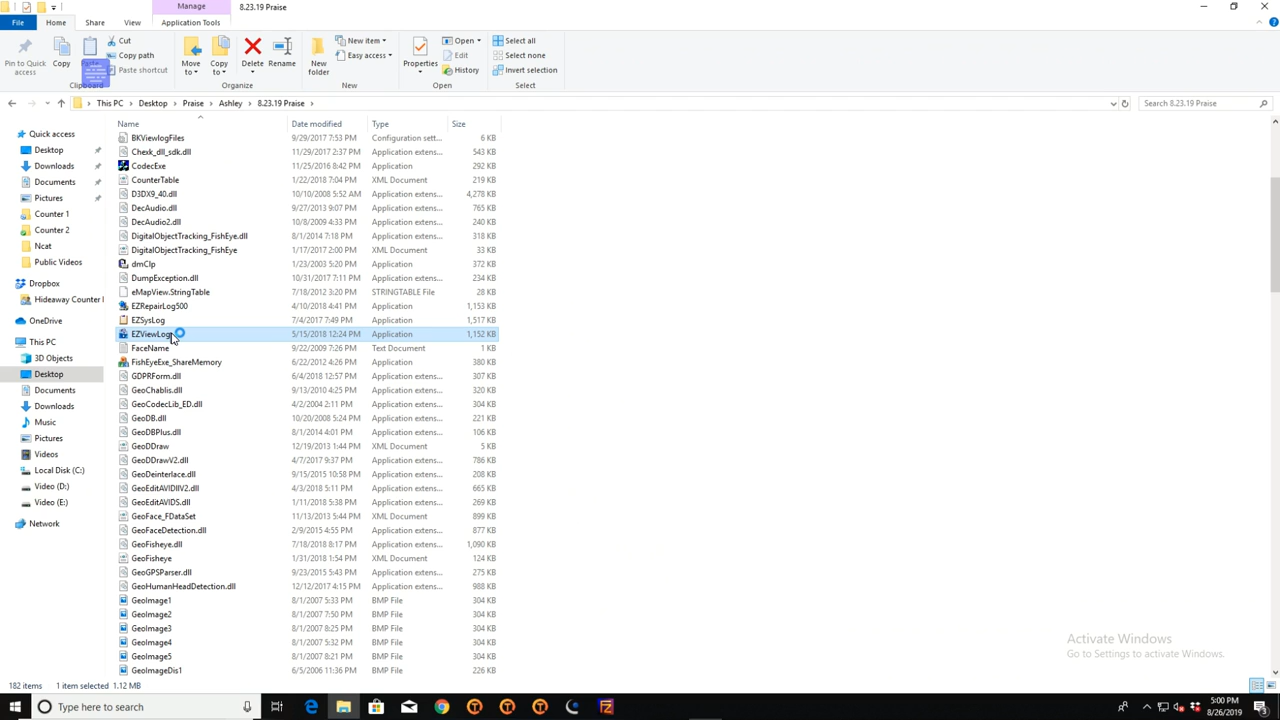 Manage
8.23.19 Praise
File
Home
Share
View
Application Tools
Pin to Quick access
Copy
Cut
Copy path
Paste shortcut
Clipboard
Move to
Copy to
Delete
Rename
Organize
New folder
New item
Easy access
New
Properties
Open
Edit
History
Open
Select all
Select none
Invert selection
Select
This PC > Desktop > Praise > Ashley > 8.23.19 Praise >
Search 8.23.19 Praise
Name Date modified Type Size
Quick access
Desktop
Downloads
Documents
Pictures
Counter 1
Counter 2
Ncat
Public Videos
Dropbox
Hideaway Counter
OneDrive
This PC
3D Objects
Desktop
Documents
Downloads
Music
Pictures
Videos
Local Disk (C:)
Video (D:)
Video (E:)
Network
BKViewlogFiles 9/29/2017 7:53 PM Configuration sett... 6 KB
Chexk_dll_sdk.dll 11/29/2017 2:37 PM Application extens... 543 KB
CodecExe 11/25/2016 8:42 PM Application 292 KB
CounterTable 1/22/2018 7:04 PM XML Document 219 KB
D3DX9_40.dll 10/10/2008 5:52 AM Application extens... 4,278 KB
DecAudio.dll 9/27/2013 9:07 PM Application extens... 765 KB
DecAudio2.dll 10/8/2009 4:33 PM Application extens... 240 KB
DigitalObjectTracking_FishEye.dll 8/1/2014 7:18 PM Application extens... 318 KB
DigitalObjectTracking_FishEye 1/17/2017 2:00 PM XML Document 33 KB
dmClp 1/23/2003 5:20 PM Application 372 KB
DumpException.dll 10/31/2017 7:11 PM Application extens... 234 KB
eMapView.StringTable 7/18/2012 3:20 PM STRINGTABLE File 28 KB
EZRepairLog500 4/10/2018 4:41 PM Application 1,153 KB
EZSysLog 7/4/2017 7:49 PM Application 1,517 KB
EZViewLog 5/15/2018 12:24 PM Application 1,152 KB
FaceName 9/22/2009 7:26 PM Text Document 1 KB
FishEyeExe_ShareMemory 6/22/2012 4:26 PM Application 380 KB
GDPRForm.dll 6/4/2018 12:57 PM Application extens... 307 KB
GeoChablis.dll 9/13/2010 4:25 PM Application extens... 320 KB
GeoCodecLib_ED.dll 4/2/2004 2:11 PM Application extens... 304 KB
GeoDB.dll 10/20/2008 5:24 PM Application extens... 221 KB
GeoDBPlus.dll 8/1/2014 4:01 PM Application extens... 106 KB
GeoDDraw 12/19/2013 1:44 PM XML Document 5 KB
GeoDDrawV2.dll 4/7/2017 9:37 PM Application extens... 786 KB
GeoDeinterlace.dll 9/15/2015 10:58 PM Application extens... 208 KB
GeoEditAVIDIIV2.dll 4/3/2018 5:11 PM Application extens... 665 KB
GeoEditAVIDS.dll 1/11/2018 5:38 PM Application extens... 269 KB
GeoFace_FDataSet 11/13/2013 5:44 PM XML Document 899 KB
GeoFaceDetection.dll 2/9/2015 4:55 PM Application extens... 877 KB
GeoFisheye.dll 7/18/2018 8:17 PM Application extens... 1,090 KB
GeoFisheye 1/31/2018 1:54 PM XML Document 124 KB
GeoGPSParser.dll 9/23/2015 5:43 PM Application extens... 275 KB
GeoHumanHeadDetection.dll 12/12/2017 4:15 PM Application extens... 988 KB
GeoImage1 8/1/2007 5:33 PM BMP File 304 KB
GeoImage2 8/1/2007 7:50 PM BMP File 304 KB
GeoImage3 8/1/2007 8:25 PM BMP File 304 KB
GeoImage4 8/1/2007 5:32 PM BMP File 304 KB
GeoImage5 8/1/2007 8:21 PM BMP File 304 KB
GeoImageDis1 6/5/2006 11:36 PM BMP File 226 KB
Activate Windows
Go to Settings to activate Windows.
182 items 1 item selected 1.12 MB
Type here to search
5:00 PM
8/26/2019
3